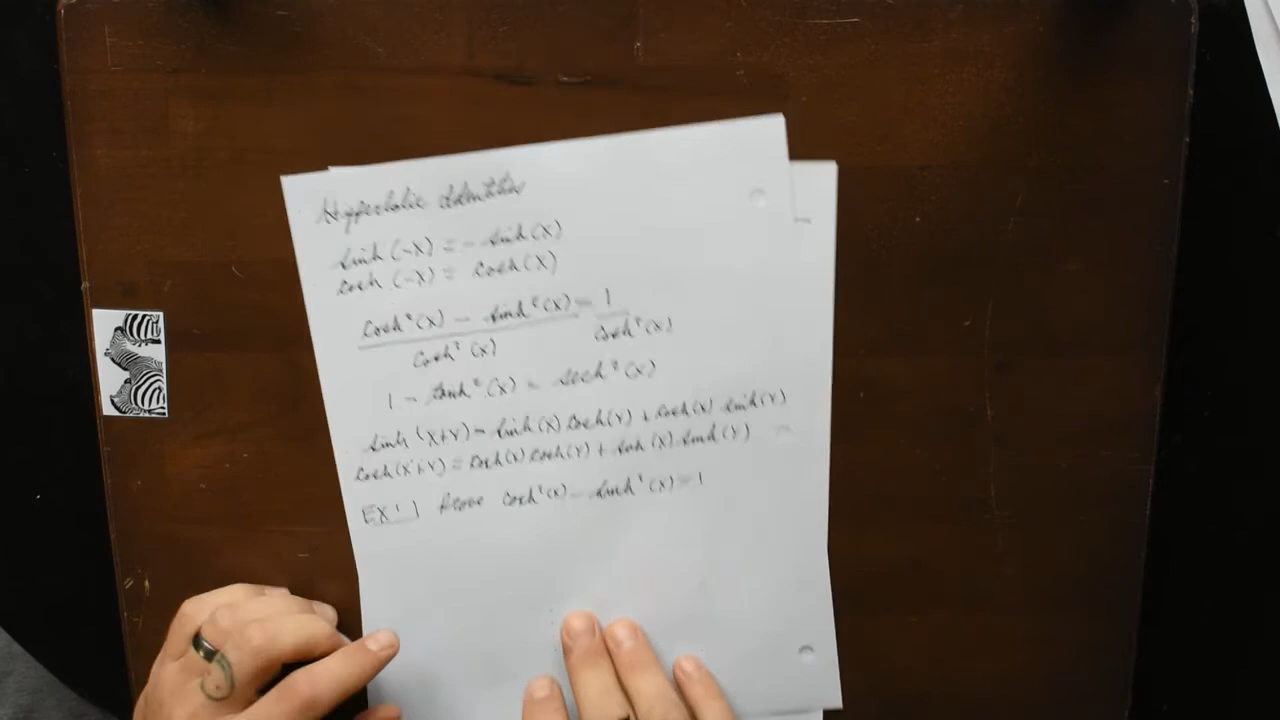 Hyperbolic Identities
sinh (-x) = - sinh (x)
cosh (-x) = cosh (x)
cosh²(x) - sinh²(x) = 1
cosh² (x) cosh²(x)
1 - tanh² (x) = sech² (x)
sinh (x+y) = sinh (x) cosh (y) + cosh (x) sinh (y)
cosh (x+y) = cosh (x) cosh (y) + sinh (x) sinh (y)
EX: Prove cosh²(x) - sinh²(x) = 1